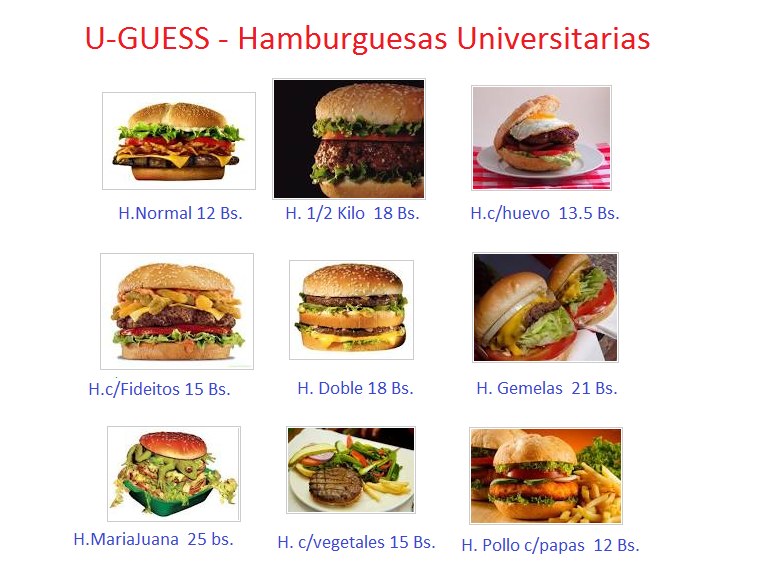 U-GUESS - Hamburguesas Universitarias
H.Normal 12 Bs.
H. 1/2 Kilo 18 Bs.
H.c/huevo 13.5 Bs.
H.c/Fideitos 15 Bs.
H. Doble 18 Bs.
H. Gemelas 21 Bs.
H.MariaJuana 25 bs.
H. c/vegetales 15 Bs.
H. Pollo c/papas 12 Bs.